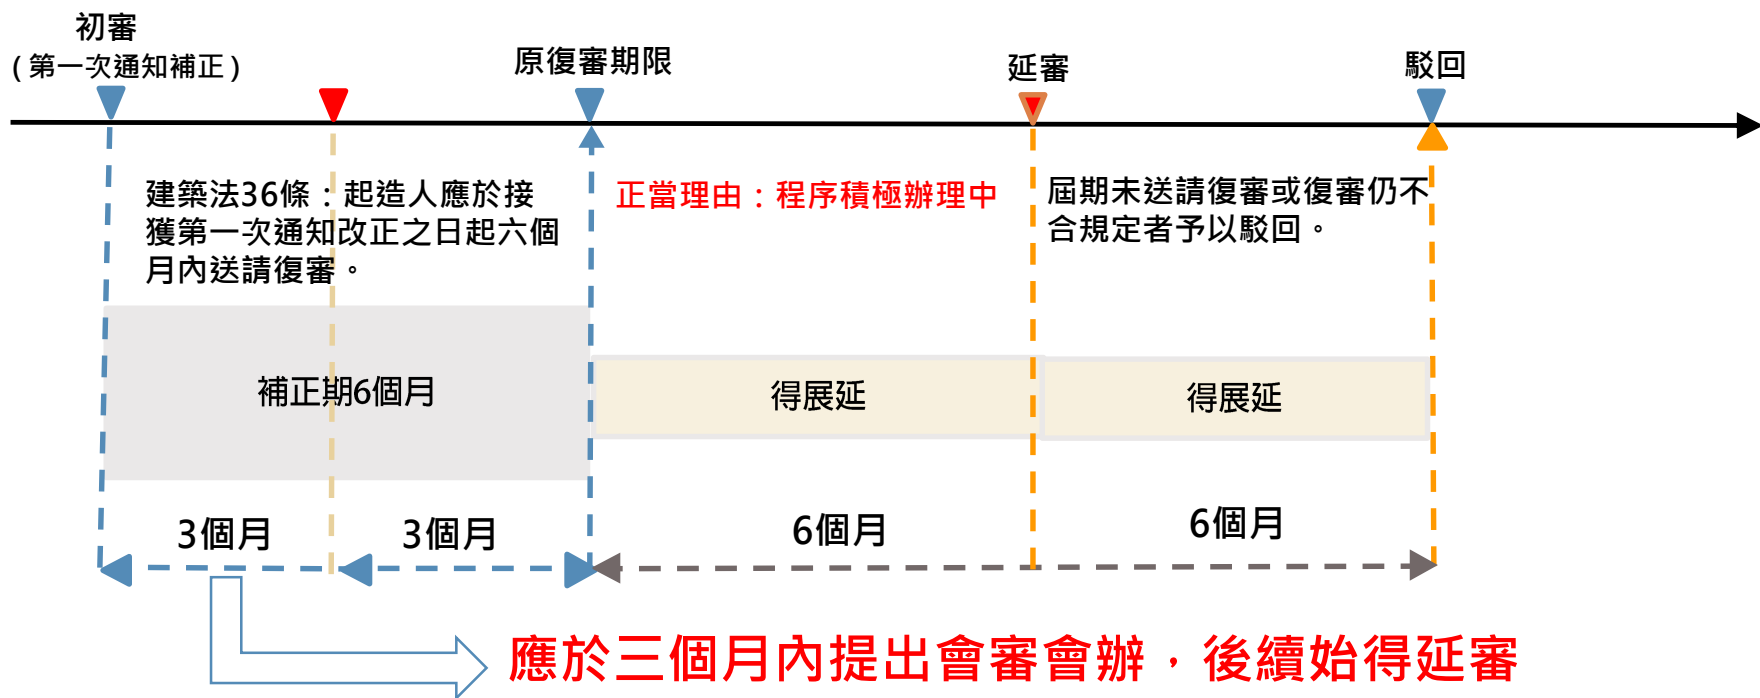 初審
(第一次通知補正)
原復審期限
延審
駁回
建築法36條：起造人應於接
獲第一次通知改正之日起六個
月內送請復審。
正當理由：程序積極辦理中
屆期未送請復審或復審仍不
合規定者予以駁回。
補正期6個月
得展延
得展延
3個月
3個月
6個月
6個月
應於三個月內提出會審會辦，後續始得延審